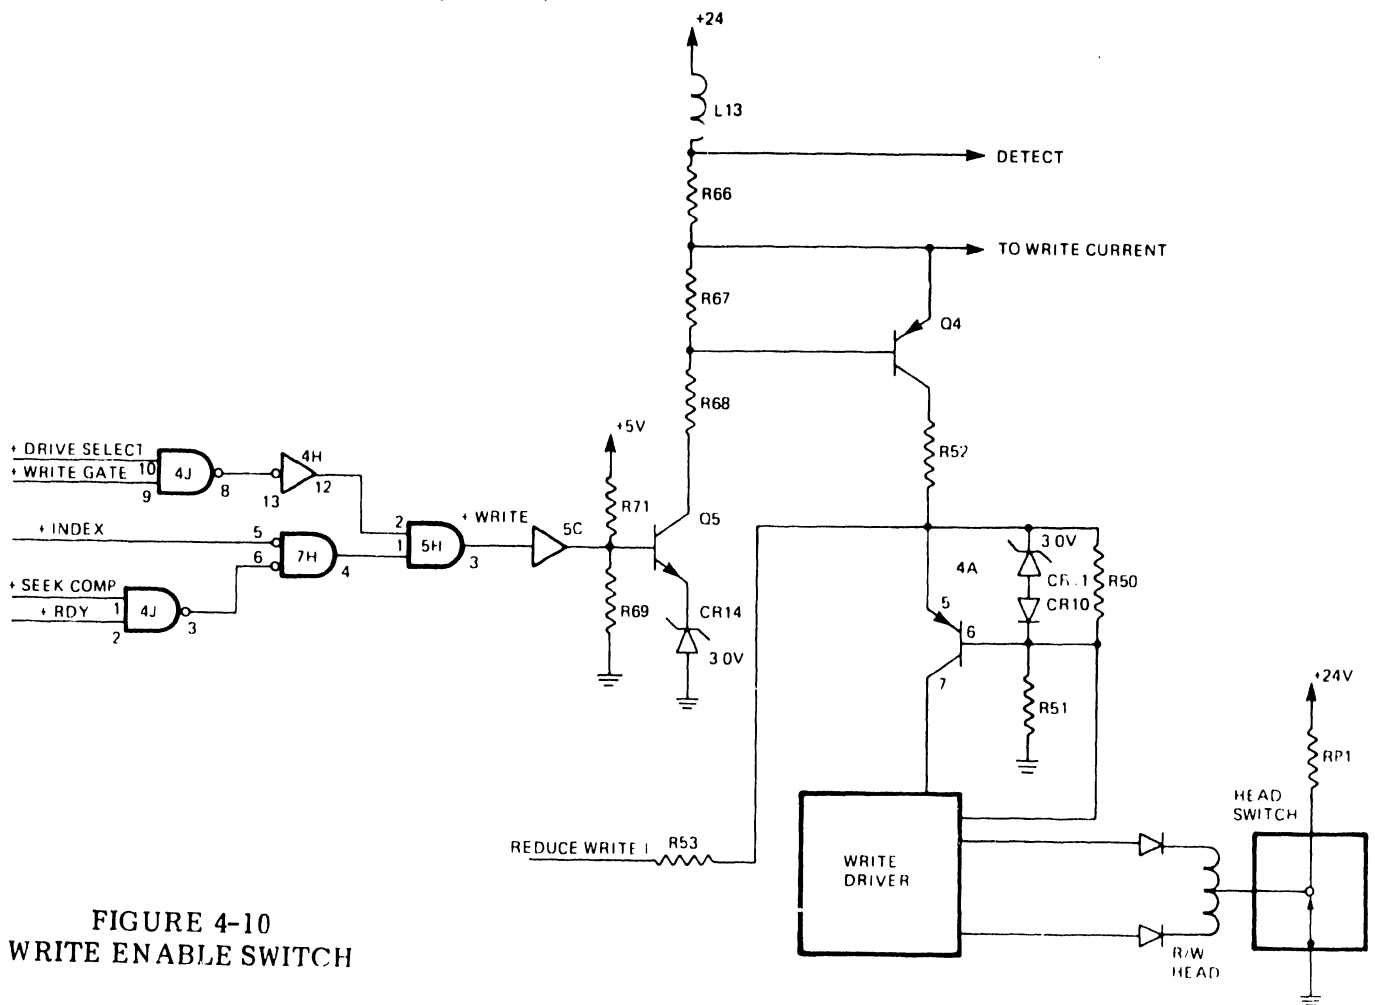 +24
L13
DETECT
R66
TO WRITE CURRENT
R67
Q4
R68
+5V
R52
+ DRIVE SELECT
+ WRITE GATE
10
9
4J
8
4H
13
12
R71
Q5
+ WRITE
5C
+ INDEX
5
6
7H
4
2
1
5H
3
3.0V
4A
CR10
R50
+ SEEK COMP
+ RDY
1
2
4J
3
R69
CR14
3.0V
5
6
7
R51
+24V
RP1
HEAD
SWITCH
REDUCE WRITE I
R53
WRITE
DRIVER
R/W
HEAD
FIGURE 4-10
WRITE ENABLE SWITCH